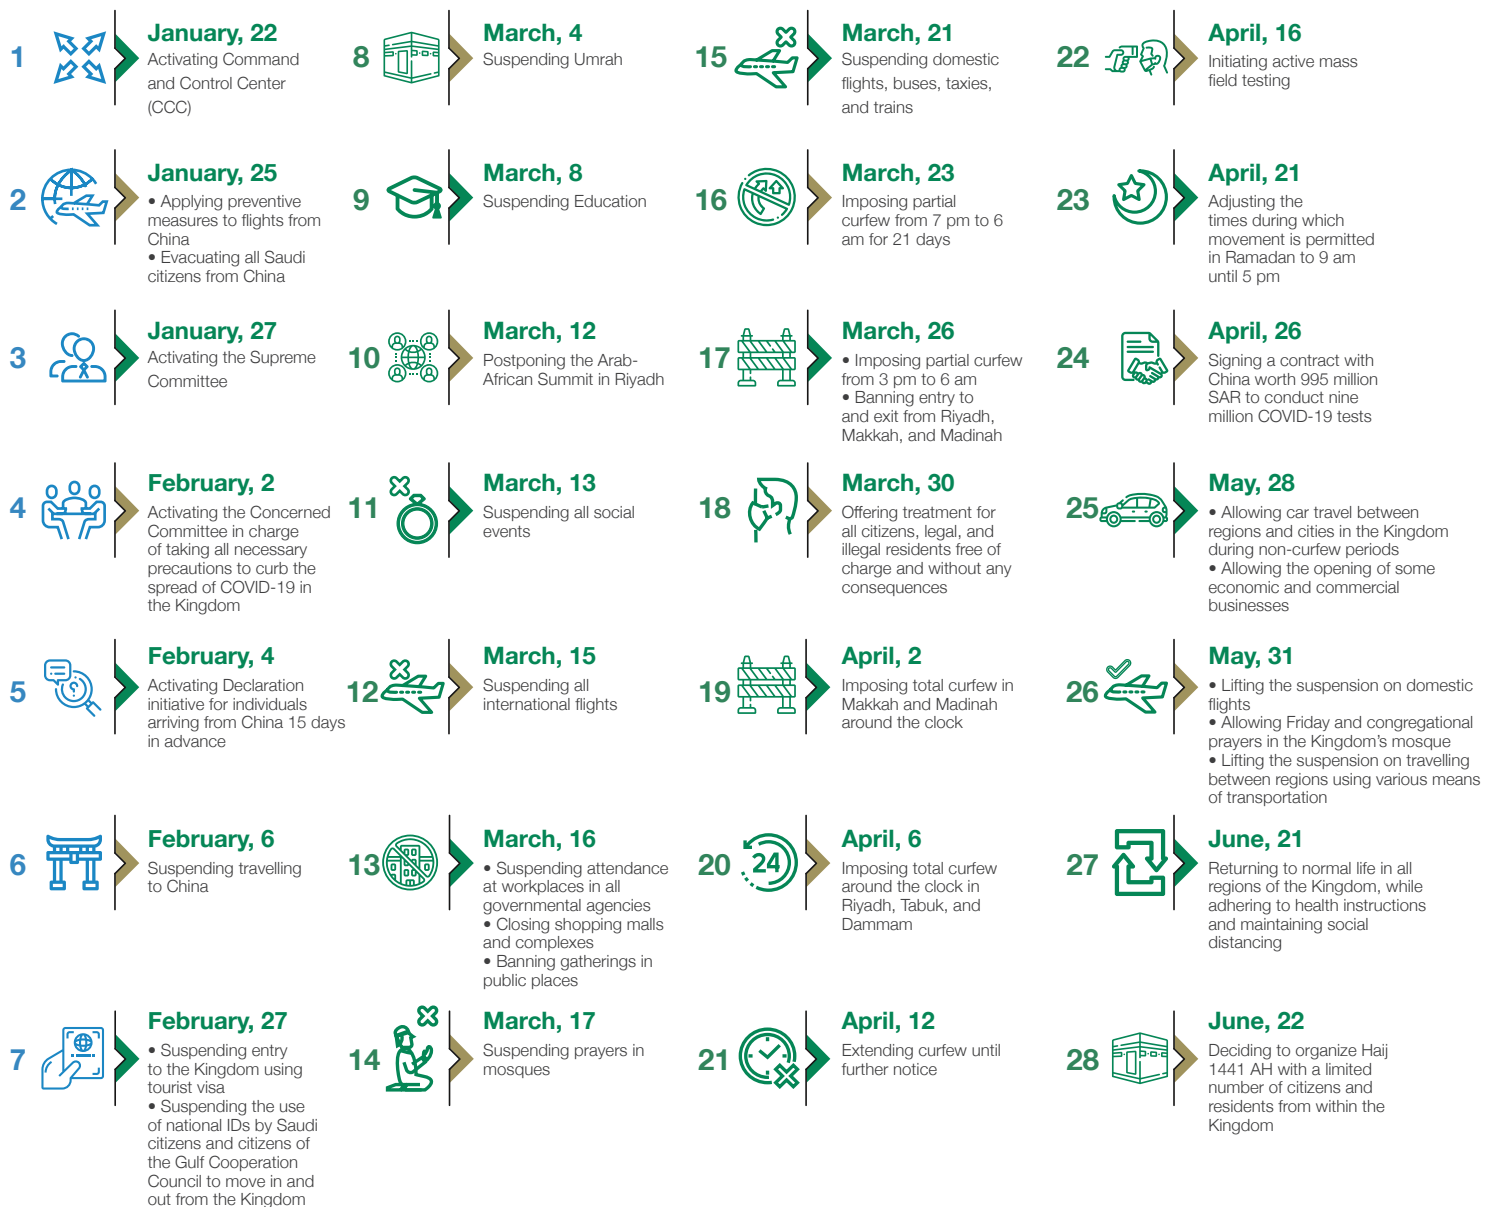 1
January, 22
Activating Command
and Control Center
(CCC)
2
January, 25
• Applying preventive
measures to flights from
China
• Evacuating all Saudi
citizens from China
3
January, 27
Activating the Supreme
Committee
4
February, 2
Activating the Concerned
Committee in charge
of taking all necessary
precautions to curb the
spread of COVID-19 in
the Kingdom
5
February, 4
Activating Declaration
initiative for individuals
arriving from China 15 days
in advance
6
February, 6
Suspending travelling
to China
7
February, 27
• Suspending entry
to the Kingdom using
tourist visa
• Suspending the use
of national IDs by Saudi
citizens and citizens of
the Gulf Cooperation
Council to move in and
out from the Kingdom
8
March, 4
Suspending Umrah
9
March, 8
Suspending Education
10
March, 12
Postponing the Arab-
African Summit in Riyadh
11
March, 13
Suspending all social
events
12
March, 15
Suspending all
international flights
13
March, 16
• Suspending attendance
at workplaces in all
governmental agencies
• Closing shopping malls
and complexes
• Banning gatherings in
public places
14
March, 17
Suspending prayers in
mosques
15
March, 21
Suspending domestic
flights, buses, taxies,
and trains
16
March, 23
Imposing partial
curfew from 7 pm to 6
am for 21 days
17
March, 26
• Imposing partial curfew
from 3 pm to 6 am
• Banning entry to
and exit from Riyadh,
Makkah, and Madinah
18
March, 30
Offering treatment for
all citizens, legal, and
illegal residents free of
charge and without any
consequences
19
April, 2
Imposing total curfew in
Makkah and Madinah
around the clock
20
24
April, 6
Imposing total curfew
around the clock in
Riyadh, Tabuk, and
Dammam
21
April, 12
Extending curfew until
further notice
22
April, 16
Initiating active mass
field testing
23
April, 21
Adjusting the
times during which
movement is permitted
in Ramadan to 9 am
until 5 pm
24
April, 26
Signing a contract with
China worth 995 million
SAR to conduct nine
million COVID-19 tests
25
May, 28
• Allowing car travel between
regions and cities in the Kingdom
during non-curfew periods
• Allowing the opening of some
economic and commercial
businesses
26
May, 31
• Lifting the suspension on domestic
flights
• Allowing Friday and congregational
prayers in the Kingdom's mosque
• Lifting the suspension on travelling
between regions using various means
of transportation
27
June, 21
Returning to normal life in all
regions of the Kingdom, while
adhering to health instructions
and maintaining social
distancing
28
June, 22
Deciding to organize Haij
1441 AH with a limited
number of citizens and
residents from within the
Kingdom